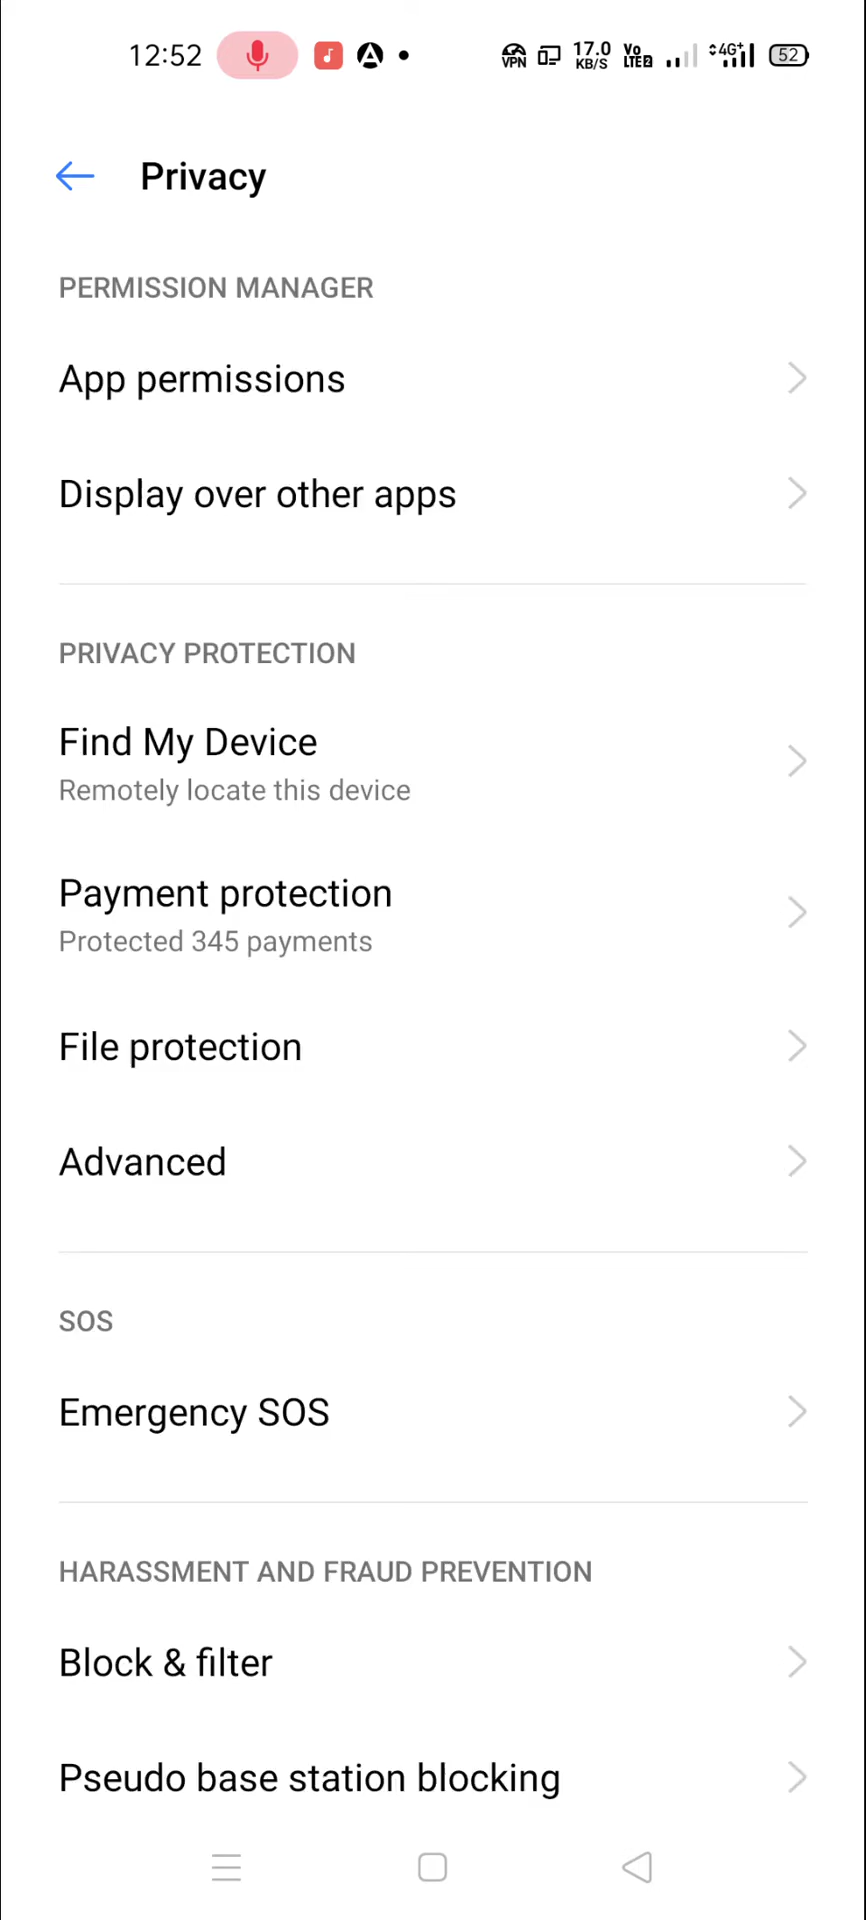 12:52 VPN 17.0 KB/S Vo LTE2 4G+ 52
Privacy
PERMISSION MANAGER
App permissions
Display over other apps
PRIVACY PROTECTION
Find My Device
Remotely locate this device
Payment protection
Protected 345 payments
File protection
Advanced
SOS
Emergency SOS
HARASSMENT AND FRAUD PREVENTION
Block & filter
Pseudo base station blocking